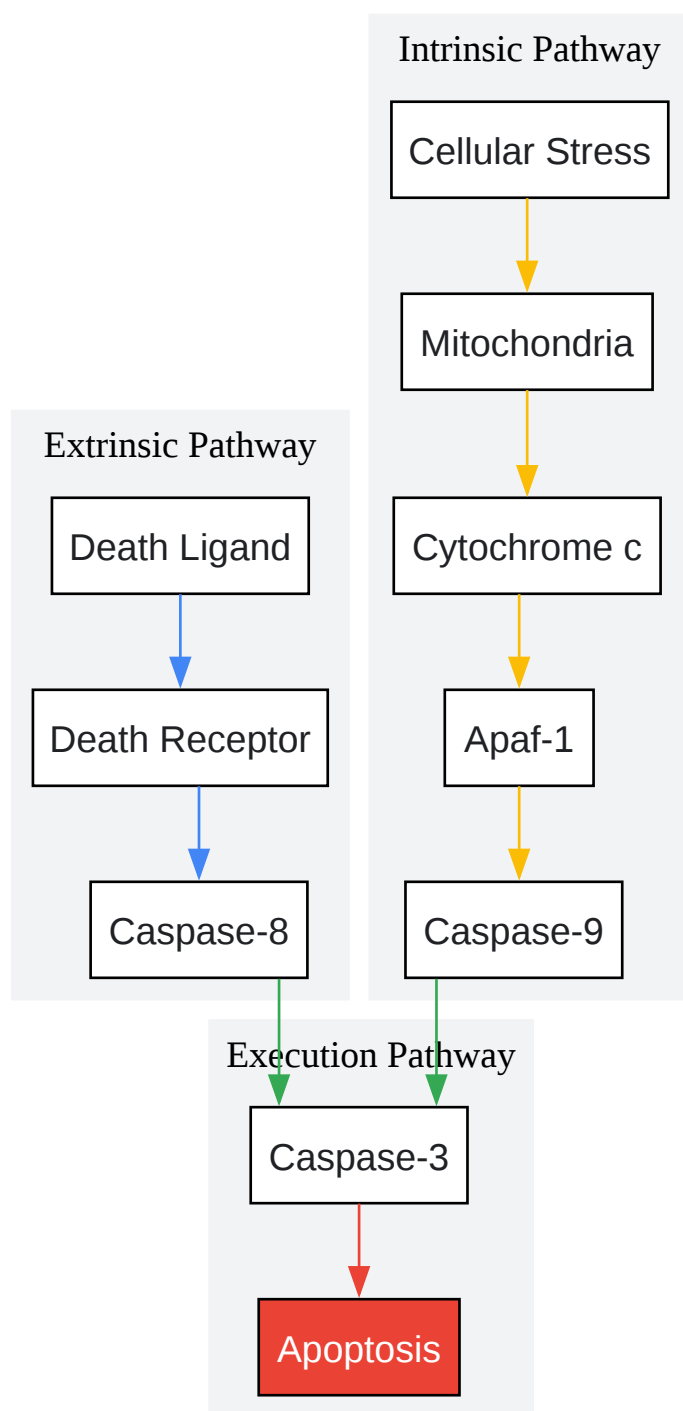 Intrinsic Pathway
Cellular Stress
Mitochondria
Cytochrome c
Apaf-1
Caspase-9
Extrinsic Pathway
Death Ligand
Death Receptor
Caspase-8
Execution Pathway
Caspase-3
Apoptosis